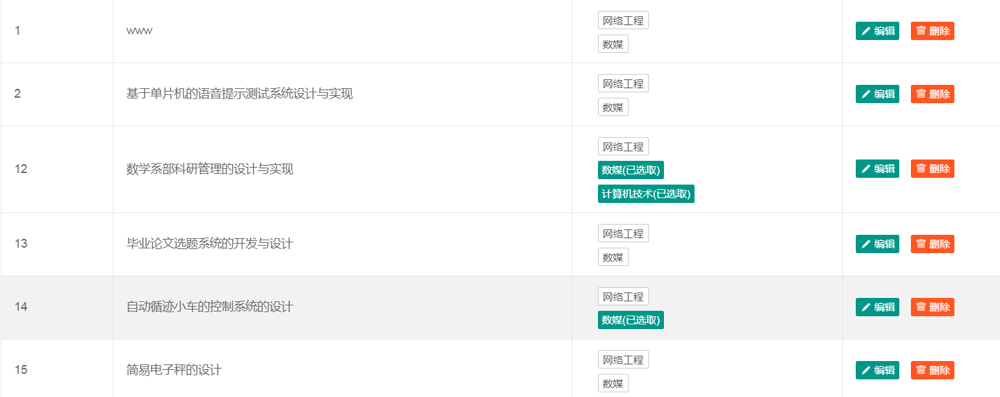 网络工程
1 www 编辑 删除
数媒
网络工程
2 基于单片机的语音提示测试系统设计与实现 编辑 删除
数媒
网络工程
12 数学系部科研管理的设计与实现 数媒(已选取) 编辑 删除
计算机技术(已选取)
网络工程
13 毕业论文选题系统的开发与设计 编辑 删除
数媒
网络工程
14 自动循迹小车的控制系统的设计 编辑 删除
数媒(已选取)
网络工程
15 简易电子秤的设计 编辑 删除
数媒